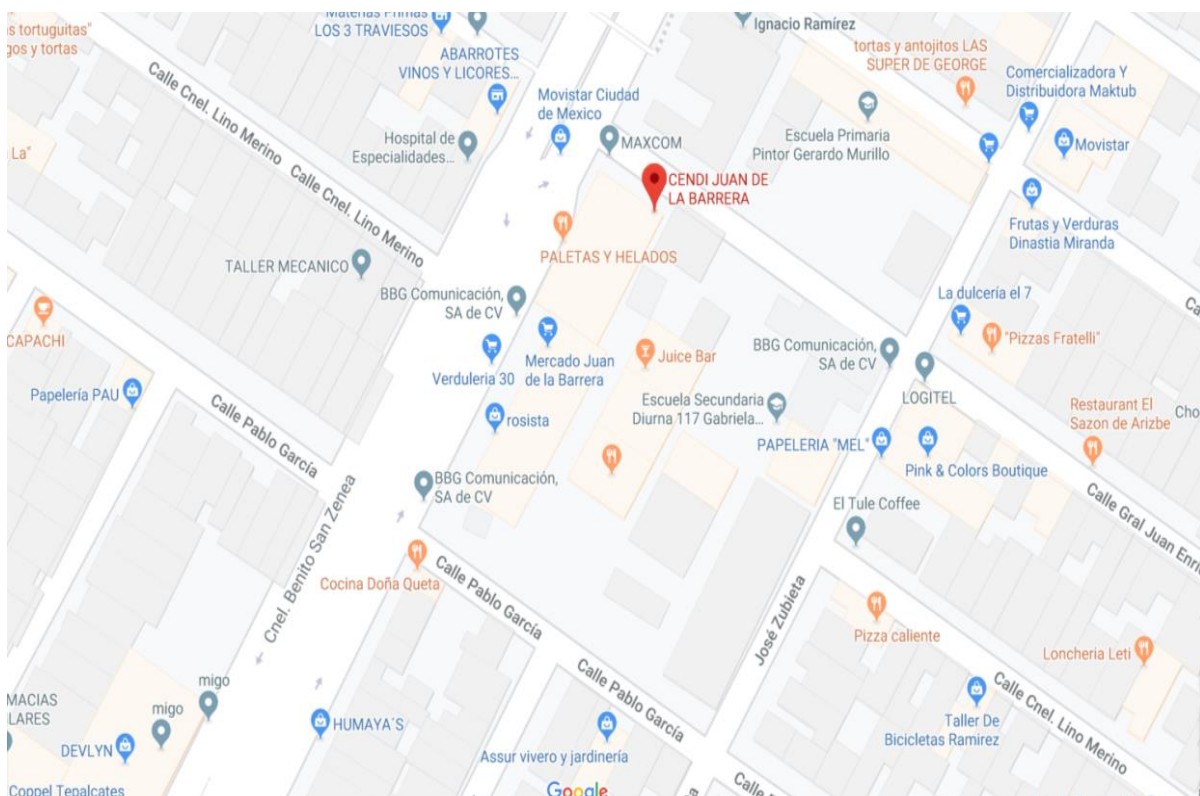 Materias Primas
LOS 3 TRAVIESOS
Ignacio Ramírez
s tortuguitas"
gos y tortas
ABARROTES
VINOS Y LICORES...
tortas y antojitos LAS
SUPER DE GEORGE
Comercializadora Y
Distribuidora Maktub
Calle Cnel. Lino Merino
Calle Cnel. Lino Merino
Movistar Ciudad
de Mexico
Hospital de
Especialidades...
MAXCOM
Escuela Primaria
Pintor Gerardo Murillo
Movistar
La"
CENDI JUAN DE
LA BARRERA
Frutas y Verduras
Dinastia Miranda
TALLER MECANICO
PALETAS Y HELADOS
BBG Comunicación,
SA de CV
La dulcería el 7
CAPACHI
"Pizzas Fratelli"
Verduleria 30
Mercado Juan
de la Barrera
Juice Bar
BBG Comunicación,
SA de CV
Papelería PAU
LOGITEL
Escuela Secundaria
Diurna 117 Gabriela...
Restaurant El
Sazon de Arizbe
Cho
rosista
Calle Pablo García
PAPELERIA "MEL"
Pink & Colors Boutique
BBG Comunicación,
SA de CV
El Tule Coffee
Calle Gral Juan Enri
Cocina Doña Queta
Calle Pablo García
Cnel. Benito San Zenea
José Zubieta
Pizza caliente
Loncheria Leti
Calle Pablo García
Calle Cnel. Lino Merino
migo
MACIAS
LARES
migo
HUMAYA´S
Taller De
Bicicletas Ramirez
DEVLYN
Assur vivero y jardinería
Coppel Tepalcates
Google
Calle
Ca